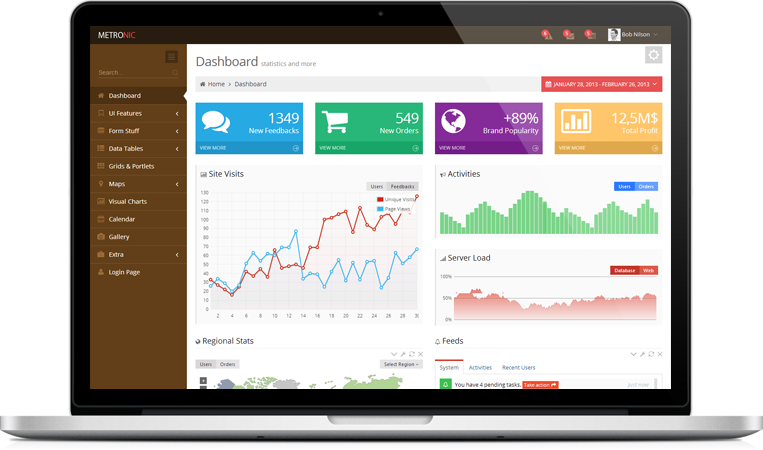 METRONIC
6
5
5
Bob Nilson
Search...
Dashboard
UI Features
Form Stuff
Data Tables
Grids & Portlets
Maps
Visual Charts
Calendar
Gallery
Extra
Login Page
Dashboard statistics and more
Home > Dashboard
JANUARY 28, 2013 - FEBRUARY 26, 2013
1349
New Feedbacks
VIEW MORE
549
New Orders
VIEW MORE
+89%
Brand Popularity
VIEW MORE
12,5M$
Total Profit
VIEW MORE
Site Visits
Users Feedbacks
Unique Visits
Page Views
130
120
110
100
90
80
70
60
50
40
30
20
10
0
2 4 6 8 10 12 14 16 18 20 22 24 26 28 30
Activities
Users Orders
Server Load
Database Web
100%
50%
0%
Regional Stats
Users Orders
Select Region
Feeds
System Activities Recent Users
You have 4 pending tasks. Take action
Just now